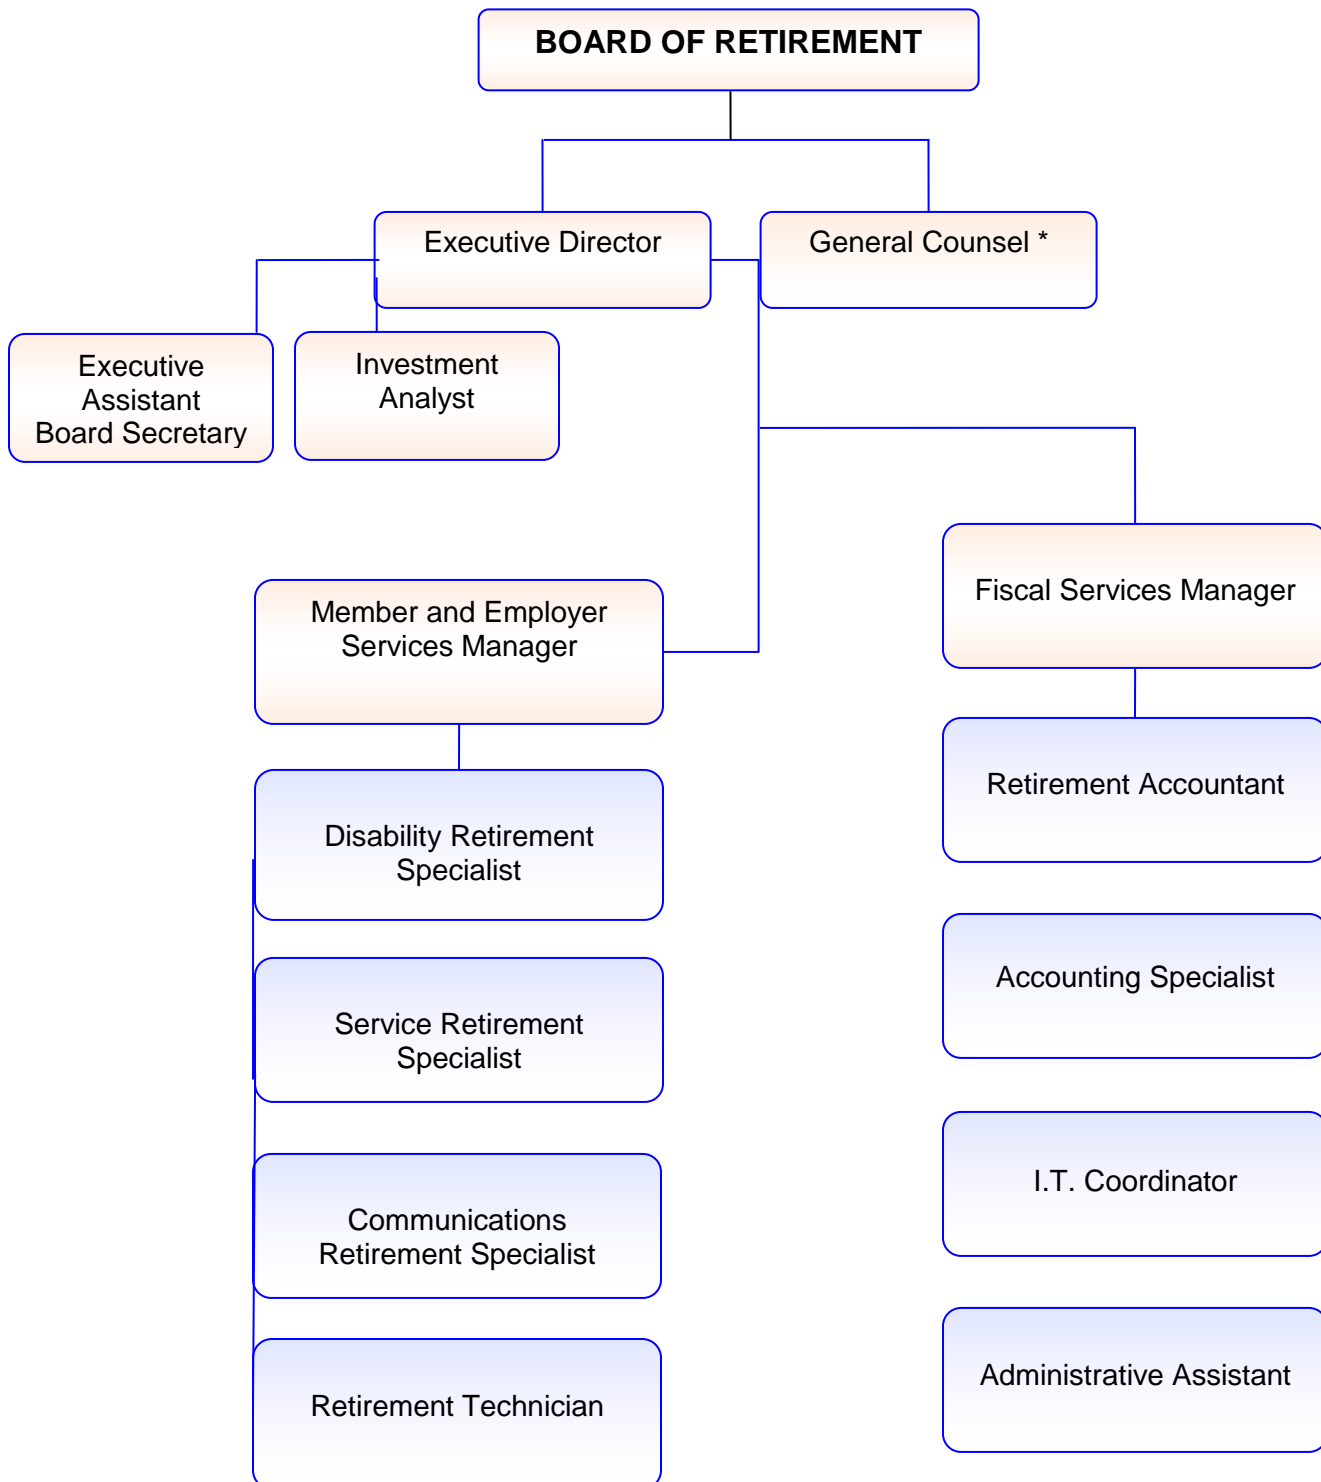 BOARD OF RETIREMENT
Executive Director
General Counsel *
Executive
Assistant
Board Secretary
Investment
Analyst
Member and Employer
Services Manager
Fiscal Services Manager
Disability Retirement
Specialist
Service Retirement
Specialist
Communications
Retirement Specialist
Retirement Technician
Retirement Accountant
Accounting Specialist
I.T. Coordinator
Administrative Assistant